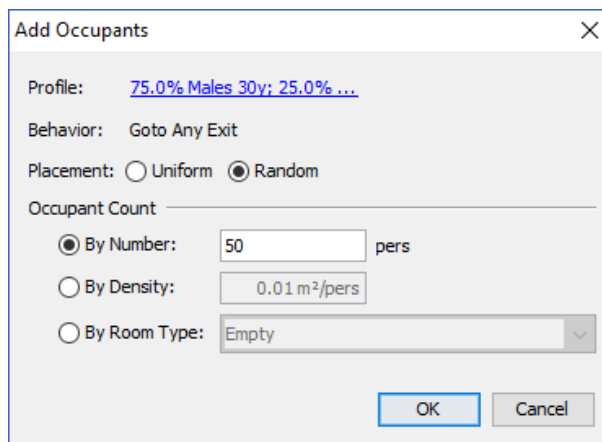 Add Occupants
Profile: 75.0% Males 30y; 25.0% ...
Behavior: Goto Any Exit
Placement: Uniform Random
Occupant Count
By Number: 50 pers
By Density: 0.01 m²/pers
By Room Type: Empty
OK Cancel